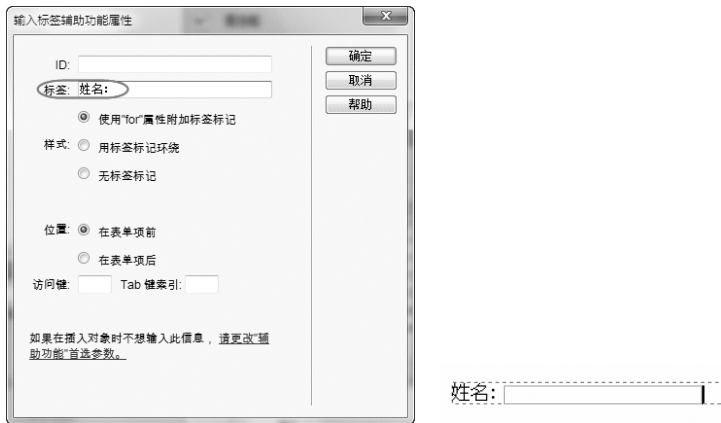 输入标签辅助功能属性
ID:
标签: 姓名:
使用"for"属性附加标签标记
样式: 用标签标记环绕
无标签标记
位置: 在表单项前
在表单项后
访问键: Tab 键索引:
如果在插入对象时不想输入此信息，请更改"辅
助功能"首选参数。
确定
取消
帮助
姓名: